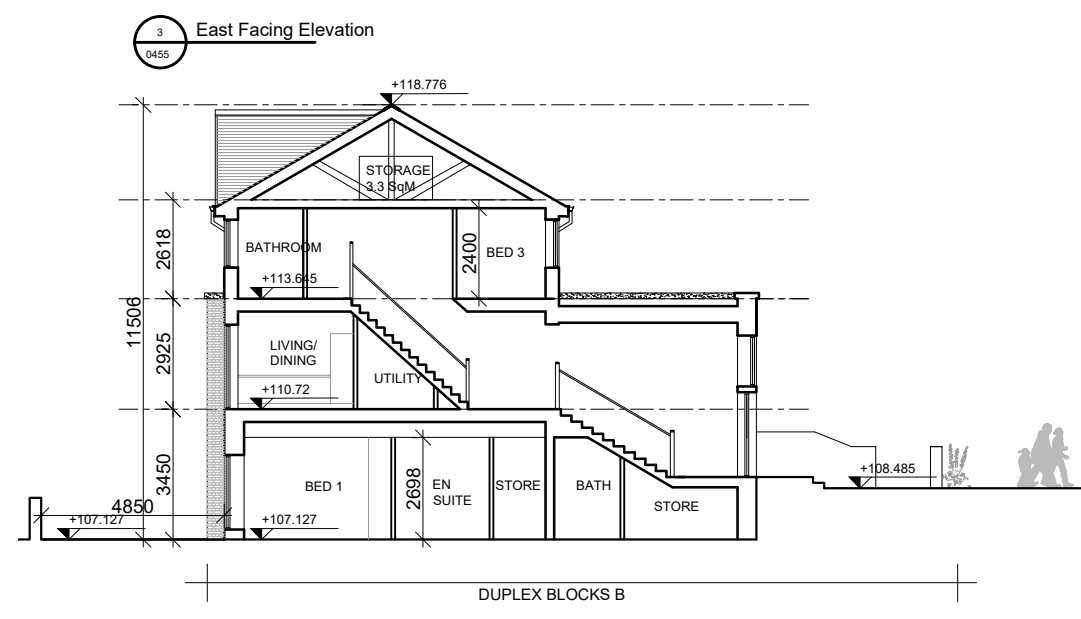 3
East Facing Elevation
0455
+118.776
STORAGE
3.3 SqM
2618
BATHROOM
2400
BED 3
+113.645
11506
2925
LIVING/
DINING
UTILITY
+110.72
3450
BED 1
2698
EN
SUITE
STORE
BATH
STORE
+108.485
4850
+107.127
+107.127
DUPLEX BLOCKS B